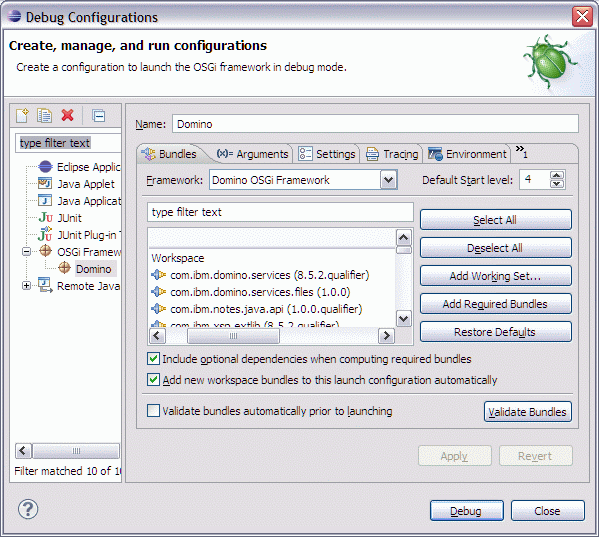 Debug Configurations
Create, manage, and run configurations
Create a configuration to launch the OSGi framework in debug mode.
type filter text
Eclipse Applic
Java Applet
Java Applicat
JUnit
JUnit Plug-in T
OSGi Framew
Domino
Remote Java
Filter matched 10 of 10
Name: Domino
Bundles (x)= Arguments Settings Tracing Environment »1
Framework: Domino OSGi Framework Default Start level: 4
type filter text
Workspace
com.ibm.domino.services (8.5.2.qualifier)
com.ibm.domino.services.files (1.0.0)
com.ibm.notes.java.api (1.0.0.qualifier)
com.ibm.xsp.extlib (8.5.2.qualifier)
Select All
Deselect All
Add Working Set...
Add Required Bundles
Restore Defaults
Include optional dependencies when computing required bundles
Add new workspace bundles to this launch configuration automatically
Validate bundles automatically prior to launching Validate Bundles
Apply Revert
? Debug Close